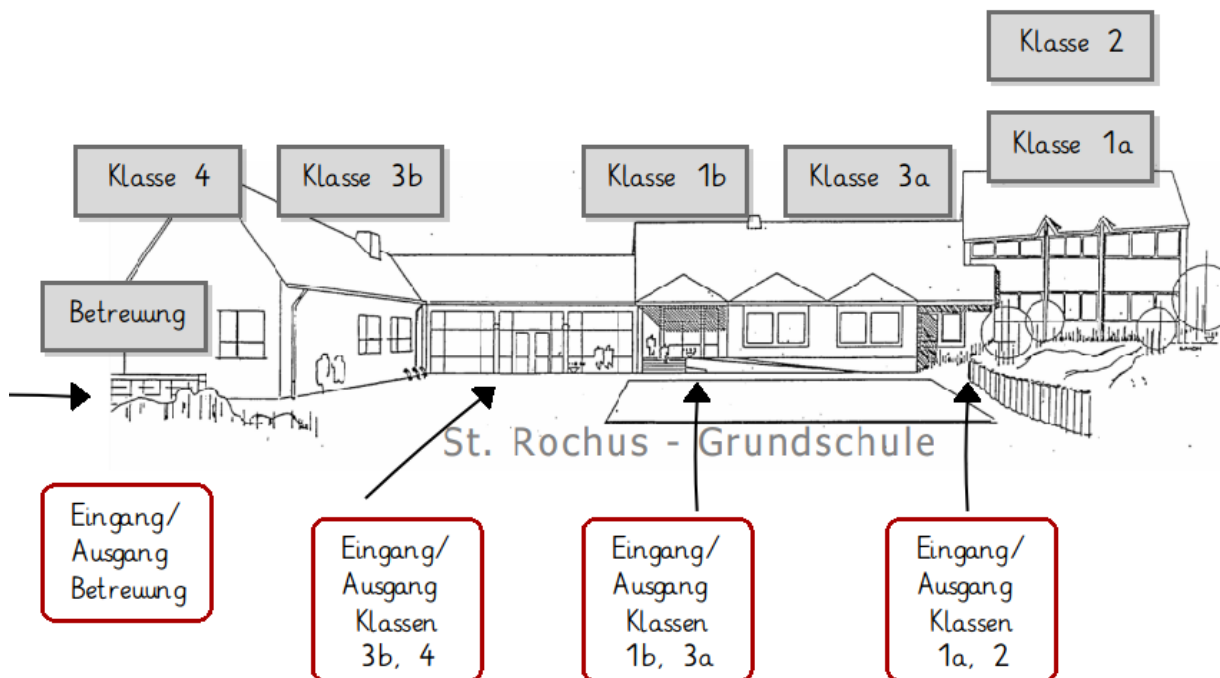 Klasse 2
Klasse 1a
Klasse 4
Klasse 3b
Klasse 1b
Klasse 3a
Betreuung
St. Rochus - Grundschule
Eingang/
Ausgang
Betreuung
Eingang/
Ausgang
Klassen
3b, 4
Eingang/
Ausgang
Klassen
1b, 3a
Eingang/
Ausgang
Klassen
1a, 2